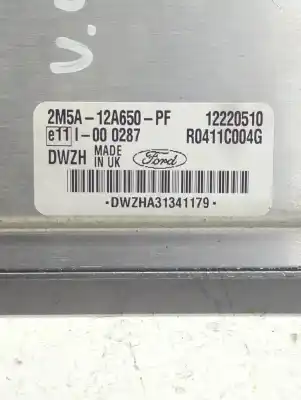 V.O
2M5A-12A650-PF 12220510
e11 I-00 0287 R0411C004G
DWZH MADE IN UK Ford
·DWZHA31341179·